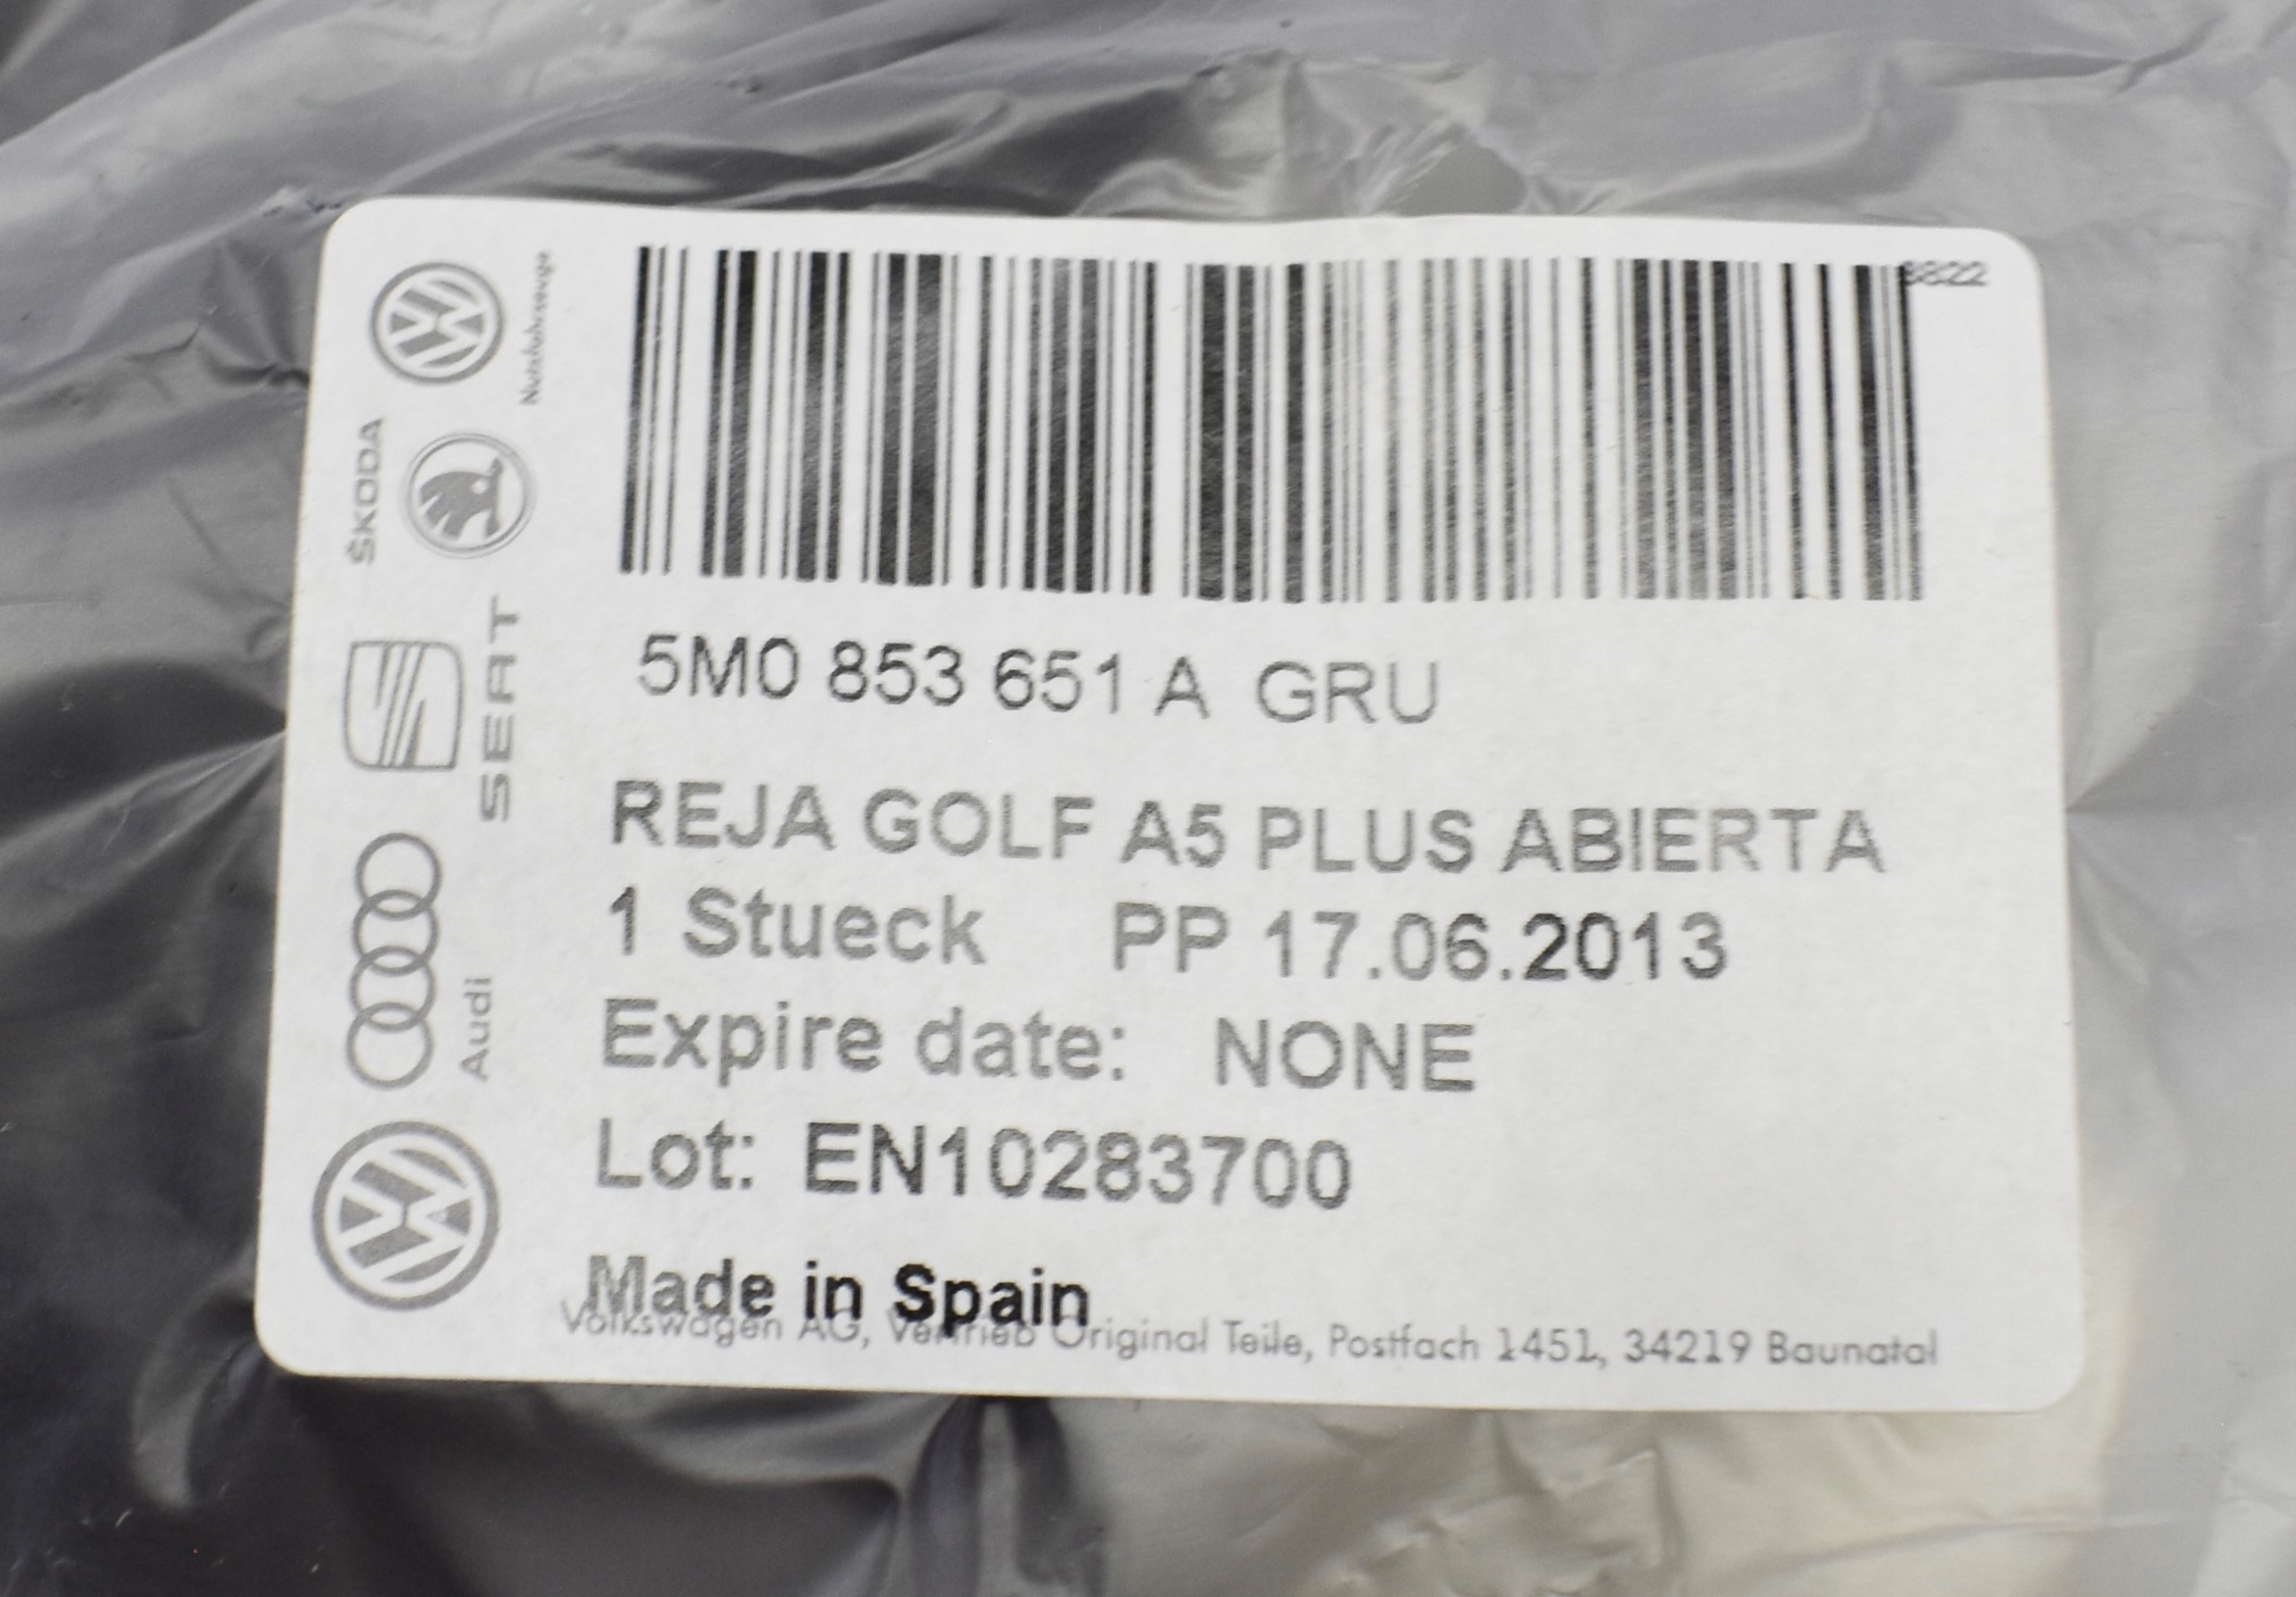 5M0 853 651 A GRU
REJA GOLF A5 PLUS ABIERTA
1 Stueck PP 17.06.2013
Expire date: NONE
Lot: EN10283700
Made in Spain
Volkswagen AG, Vertrieb Original Teile, Postfach 1451, 34219 Baunatal
Nutzfahrzeuge
ŠKODA
SEAT
Audi